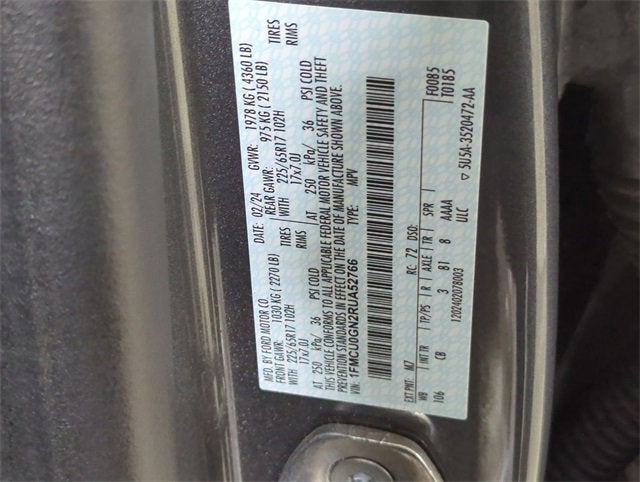 MFD. BY FORD MOTOR CO.
DATE: 02/24 GVWR: 1978 KG ( 4360 LB)
FRONT GAWR: 1030 KG ( 2270 LB) REAR GAWR: 975 KG ( 2150 LB)
WITH 225/65R17 102H TIRES WITH 225/65R17 102H TIRES
17x7.0J RIMS 17x7.0J RIMS
AT 250 kPa/ 36 PSI COLD AT 250 kPa/ 36 PSI COLD
THIS VEHICLE CONFORMS TO ALL APPLICABLE FEDERAL MOTOR VEHICLE SAFETY AND THEFT
PREVENTION STANDARDS IN EFFECT ON THE DATE OF MANUFACTURE SHOWN ABOVE.
VIN: 1FMCU0GN2RUA52766 TYPE: MPV
F0085
T0185
EXT PNT: M7 RC: 72 DSO:
WB INT TR TP/PS R AXLE TR SPR
106 CB 3 81 8 AAAA
120240207B003 ULC
▽ 5U5A-3520472-AA